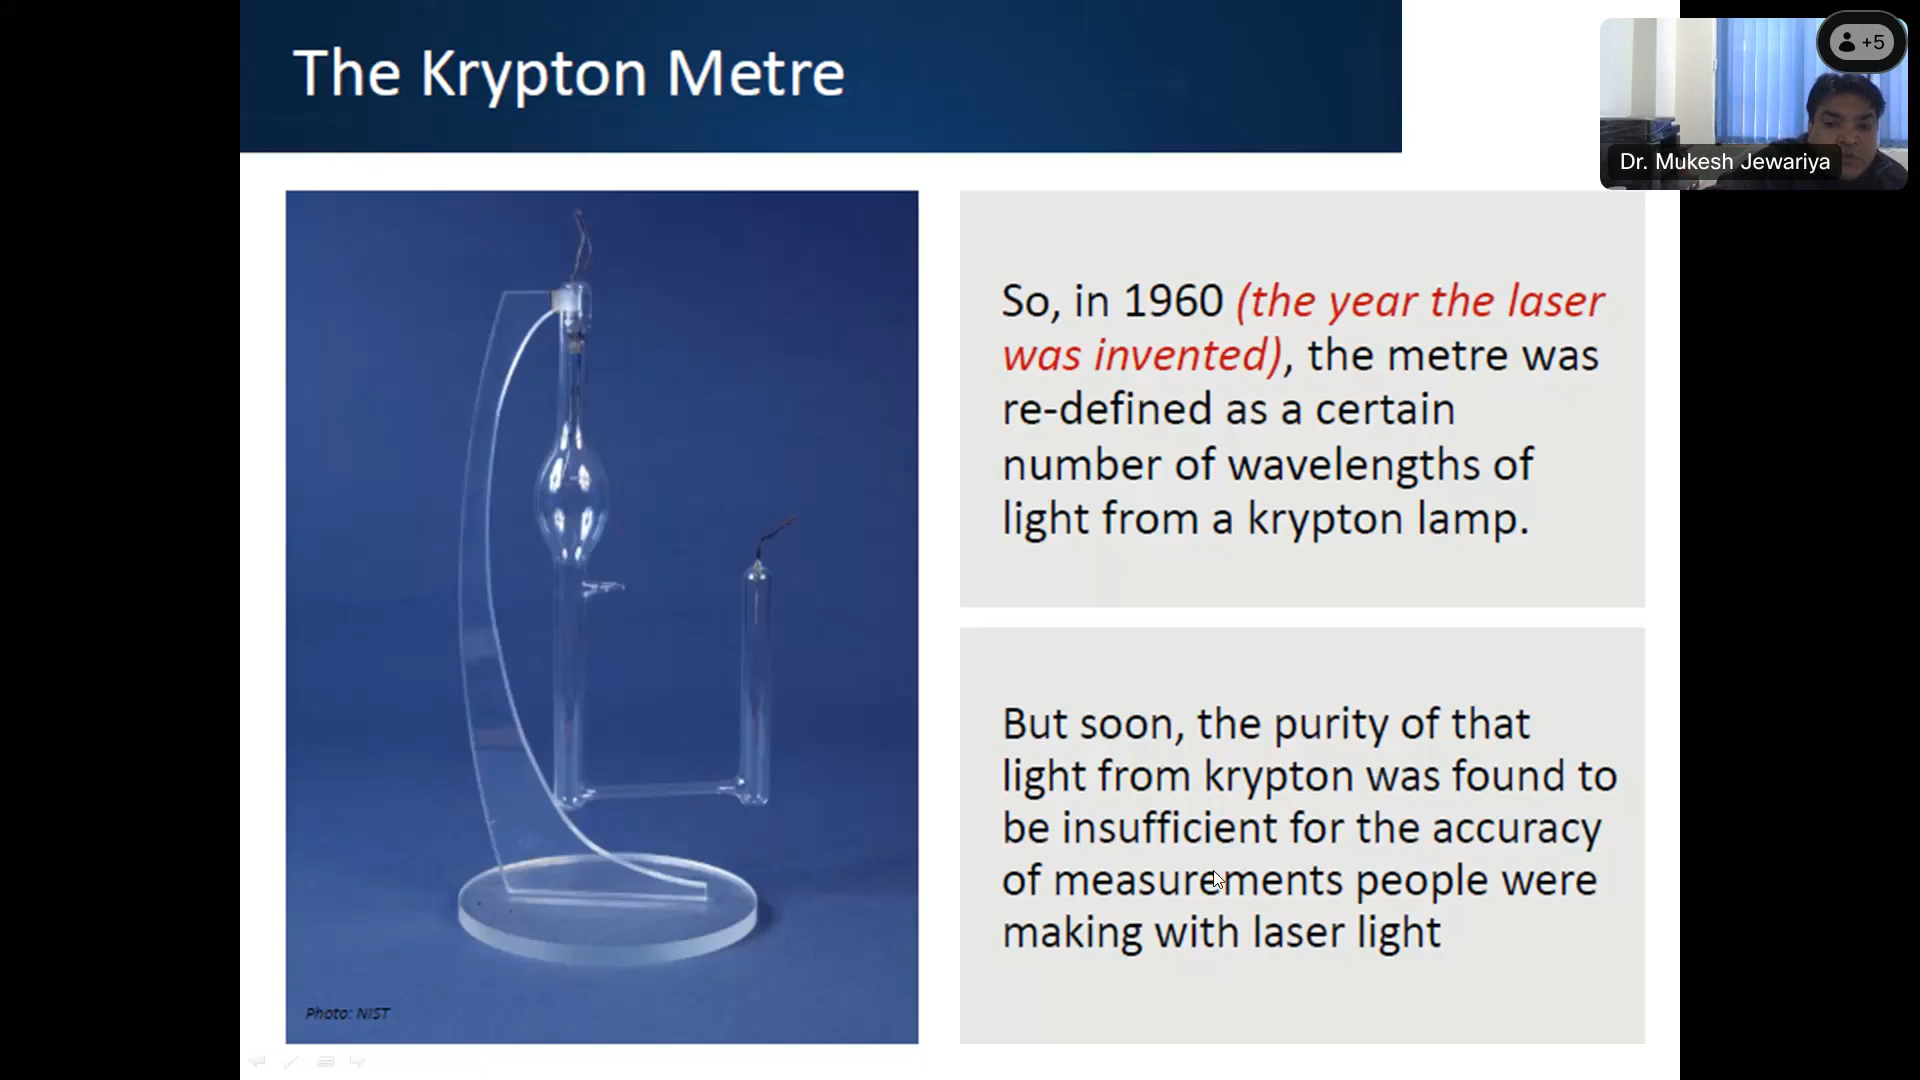 The Krypton Metre
+5
Dr. Mukesh Jewariya
So, in 1960 (the year the laser
was invented), the metre was
re-defined as a certain
number of wavelengths of
light from a krypton lamp.
But soon, the purity of that
light from krypton was found to
be insufficient for the accuracy
of measurements people were
making with laser light
Photo: NIST